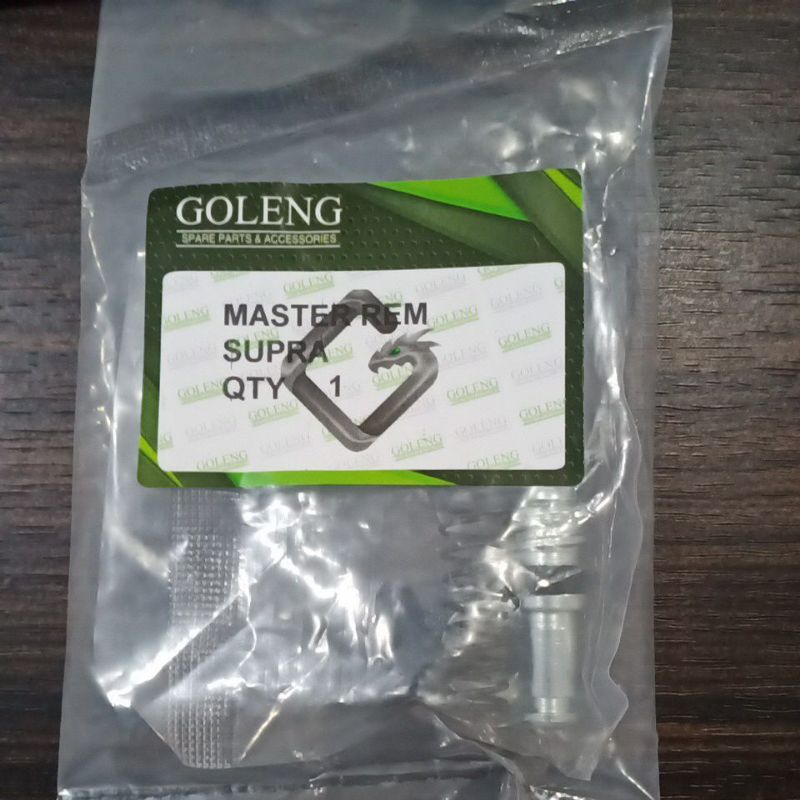 GOLENG
SPARE PARTS & ACCESSORIES
MASTER REM
SUPRA
QTY 1